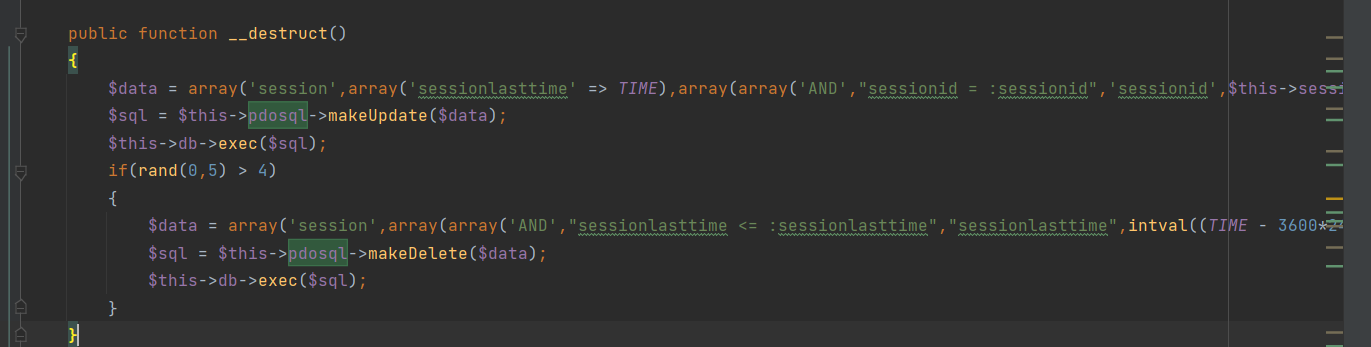 public function __destruct()
{
$data = array('session',array('sessionlasttime' => TIME),array(array('AND',"sessionid = :sessionid",'sessionid',$this->sess
$sql = $this->pdosql->makeUpdate($data);
$this->db->exec($sql);
if(rand(0,5) > 4)
{
$data = array('session',array(array('AND',"sessionlasttime <= :sessionlasttime","sessionlasttime",intval((TIME - 3600*24
$sql = $this->pdosql->makeDelete($data);
$this->db->exec($sql);
}
}